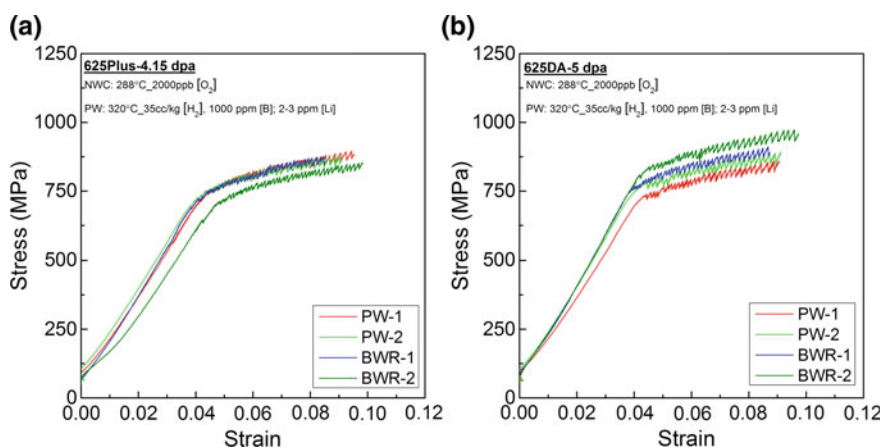 (a)
1250
1000
750
500
250
0
Stress (MPa)
625Plus-4.15 dpa
NWC: 288°C_2000ppb [O₂]
PW: 320°C_35cc/kg [H₂], 1000 ppm [B]; 2-3 ppm [Li]
PW-1
PW-2
BWR-1
BWR-2
0.00 0.02 0.04 0.06 0.08 0.10 0.12
Strain
(b)
1250
1000
750
500
250
0
Stress (MPa)
625DA-5 dpa
NWC: 288°C_2000ppb [O₂]
PW: 320°C_35cc/kg [H₂], 1000 ppm [B]; 2-3 ppm [Li]
PW-1
PW-2
BWR-1
BWR-2
0.00 0.02 0.04 0.06 0.08 0.10 0.12
Strain